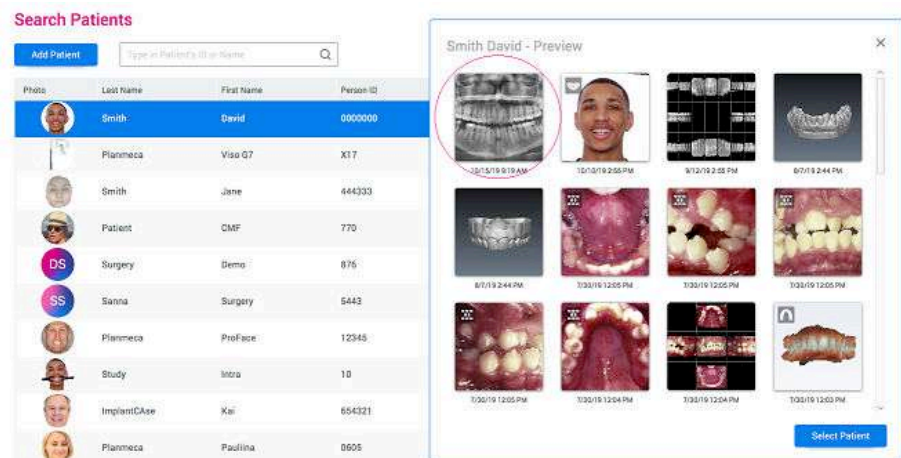 Search Patients
Add Patient
Type in Patient's ID or Name
Photo Last Name First Name Person ID
Smith David 0000000
Planmeca Viso G7 X17
Smith Jane 444333
Patient CMF 770
DS Surgery Demo 876
SS Sanna Surgery 5443
Planmeca ProFace 12345
Study Intra 10
ImplantCAse Kai 654321
Planmeca Pauliina 0605
Smith David - Preview
10/15/19 9:19 AM 10/10/19 2:55 PM 9/12/19 2:55 PM 8/7/19 2:44 PM
8/7/19 2:44 PM 7/30/19 12:05 PM 7/30/19 12:05 PM 7/30/19 12:05 PM
7/30/19 12:05 PM 7/30/19 12:04 PM 7/30/19 12:04 PM 7/30/19 12:03 PM
Select Patient